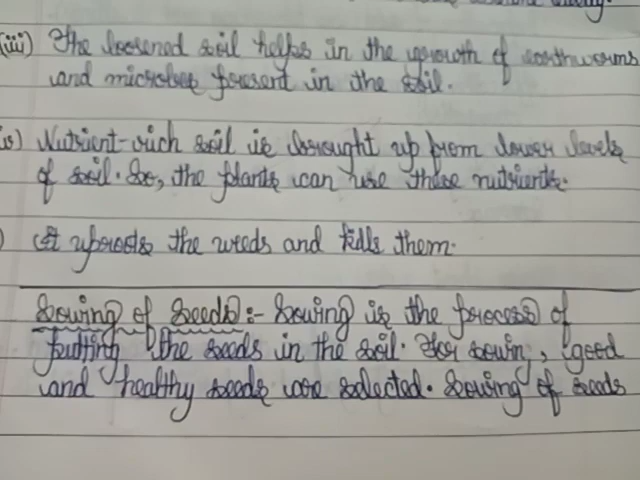 (iii) The loosened soil helps in the growth of earthworms
and microbes present in the soil.
iv) Nutrient-rich soil is brought up from lower levels
of soil. So, the plants can use these nutrients.
) It uproots the weeds and kills them.
Sowing of Seeds :- Sowing is the process of
putting the seeds in the soil. For sowin, good
and healthy seeds are selected. Sowing of seeds